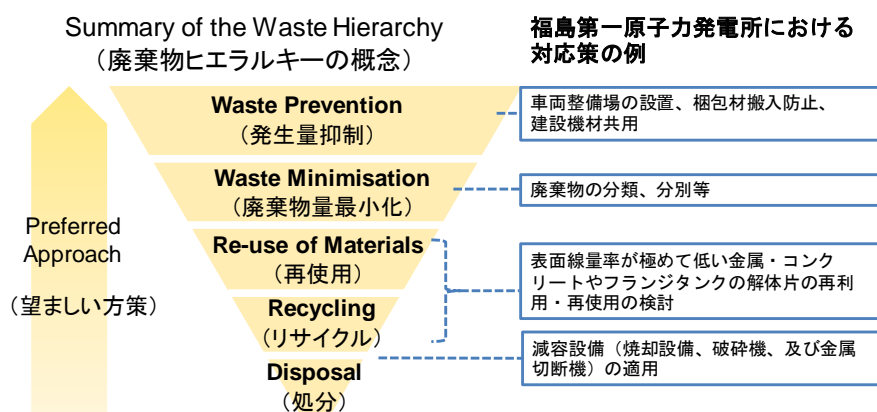 Summary of the Waste Hierarchy
（廃棄物ヒエラルキーの概念）
福島第一原子力発電所における
対応策の例
Waste Prevention
（発生量抑制）
車両整備場の設置、梱包材搬入防止、
建設機材共用
Waste Minimisation
（廃棄物量最小化）
廃棄物の分類、分別等
Preferred
Approach
（望ましい方策）
Re-use of Materials
（再使用）
Recycling
（リサイクル）
表面線量率が極めて低い金属・コンク
リートやフランジタンクの解体片の再利
用・再使用の検討
Disposal
（処分）
減容設備（焼却設備、破砕機、及び金属
切断機）の適用